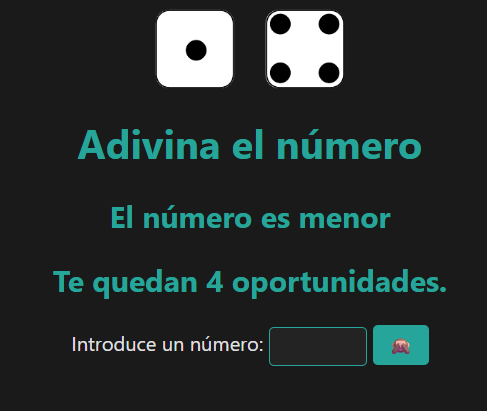 Adivina el número
El número es menor
Te quedan 4 oportunidades.
Introduce un número: